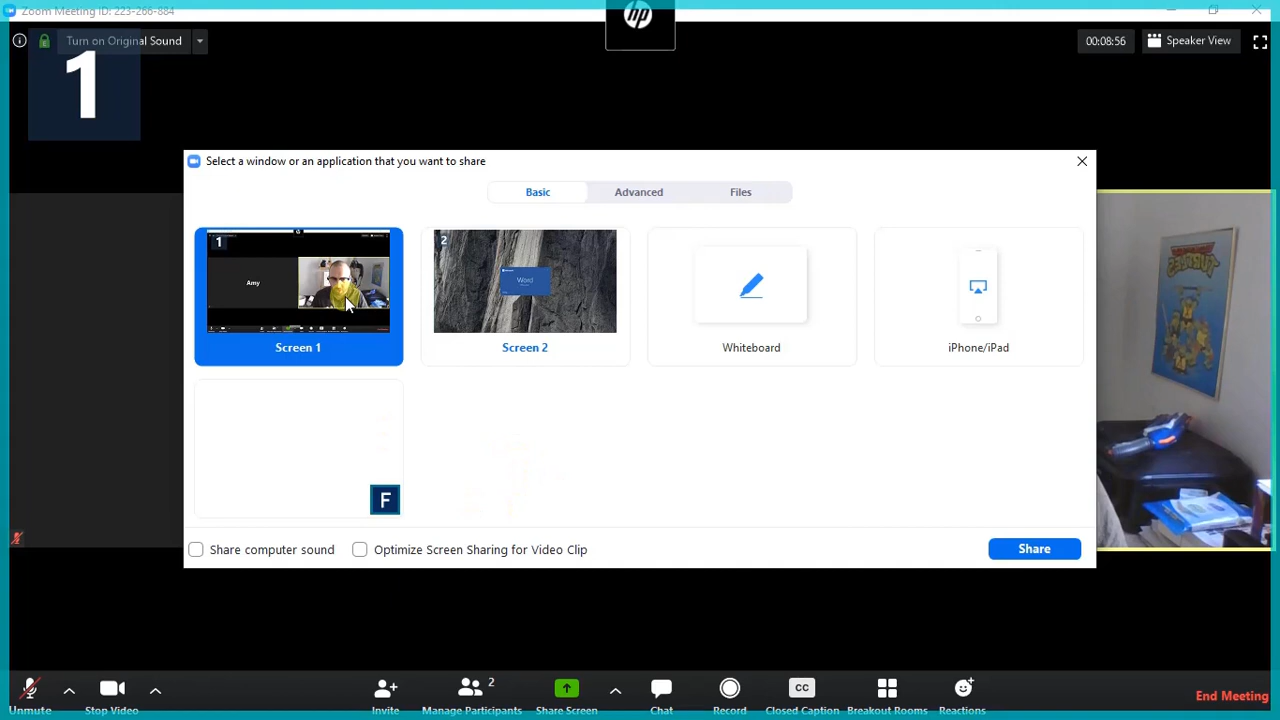 Zoom Meeting ID: 223-266-884
hp
Turn on Original Sound
00:08:56
Speaker View
1
Select a window or an application that you want to share
Basic
Advanced
Files
1
Amy
2
Word
Screen 1
Screen 2
Whiteboard
iPhone/iPad
F
Share computer sound
Optimize Screen Sharing for Video Clip
Share
Unmute
Stop Video
Invite
2
Manage Participants
Share Screen
Chat
Record
CC
Closed Caption
Breakout Rooms
Reactions
End Meeting